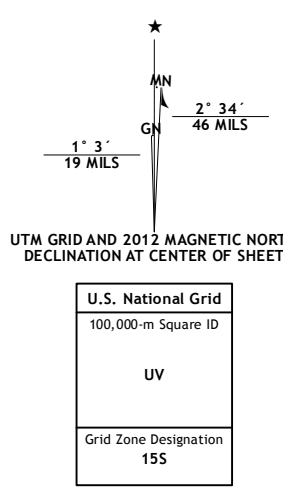 ★
MN
GN
2° 34´
46 MILS
1° 3´
19 MILS
UTM GRID AND 2012 MAGNETIC NORT
DECLINATION AT CENTER OF SHEET
U.S. National Grid
100,000-m Square ID
UV
Grid Zone Designation
15S